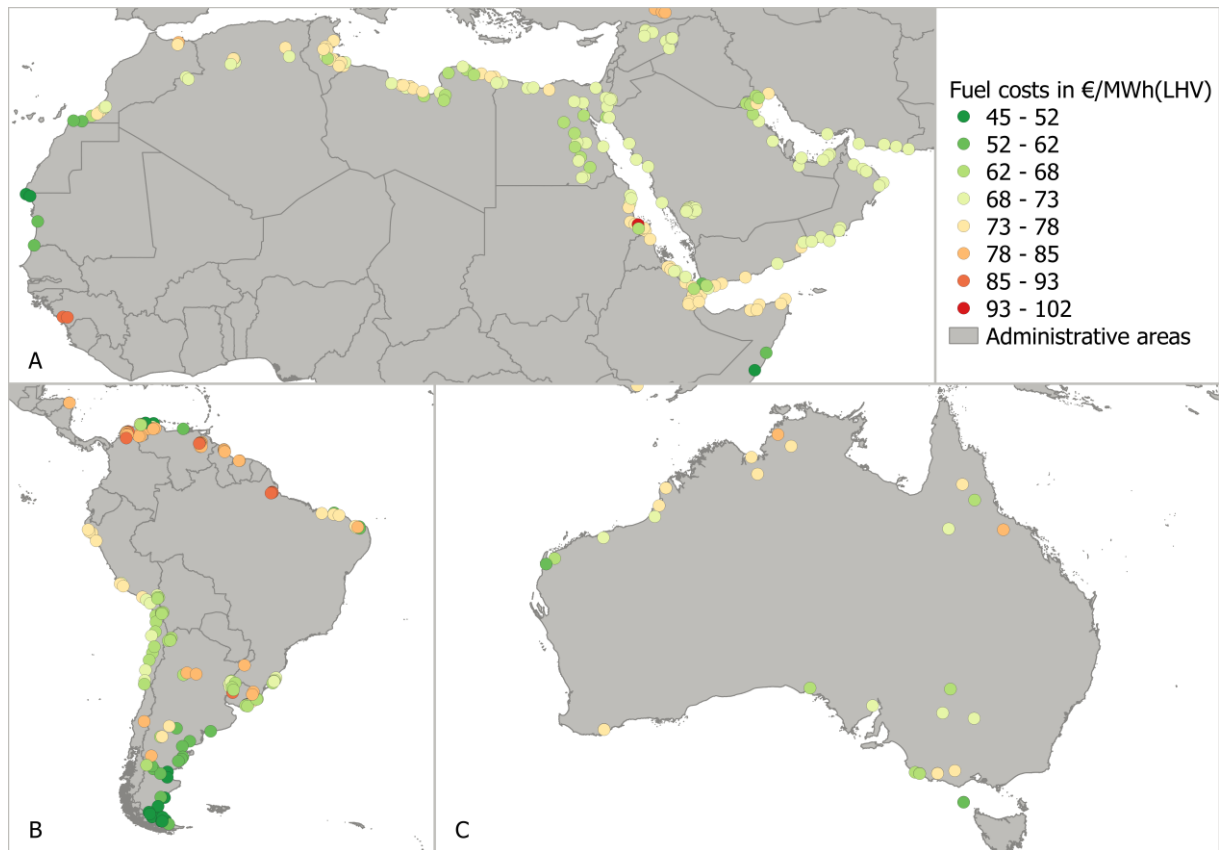 Fuel costs in €/MWh(LHV)
45 - 52
52 - 62
62 - 68
68 - 73
73 - 78
78 - 85
85 - 93
93 - 102
Administrative areas
A
B
C